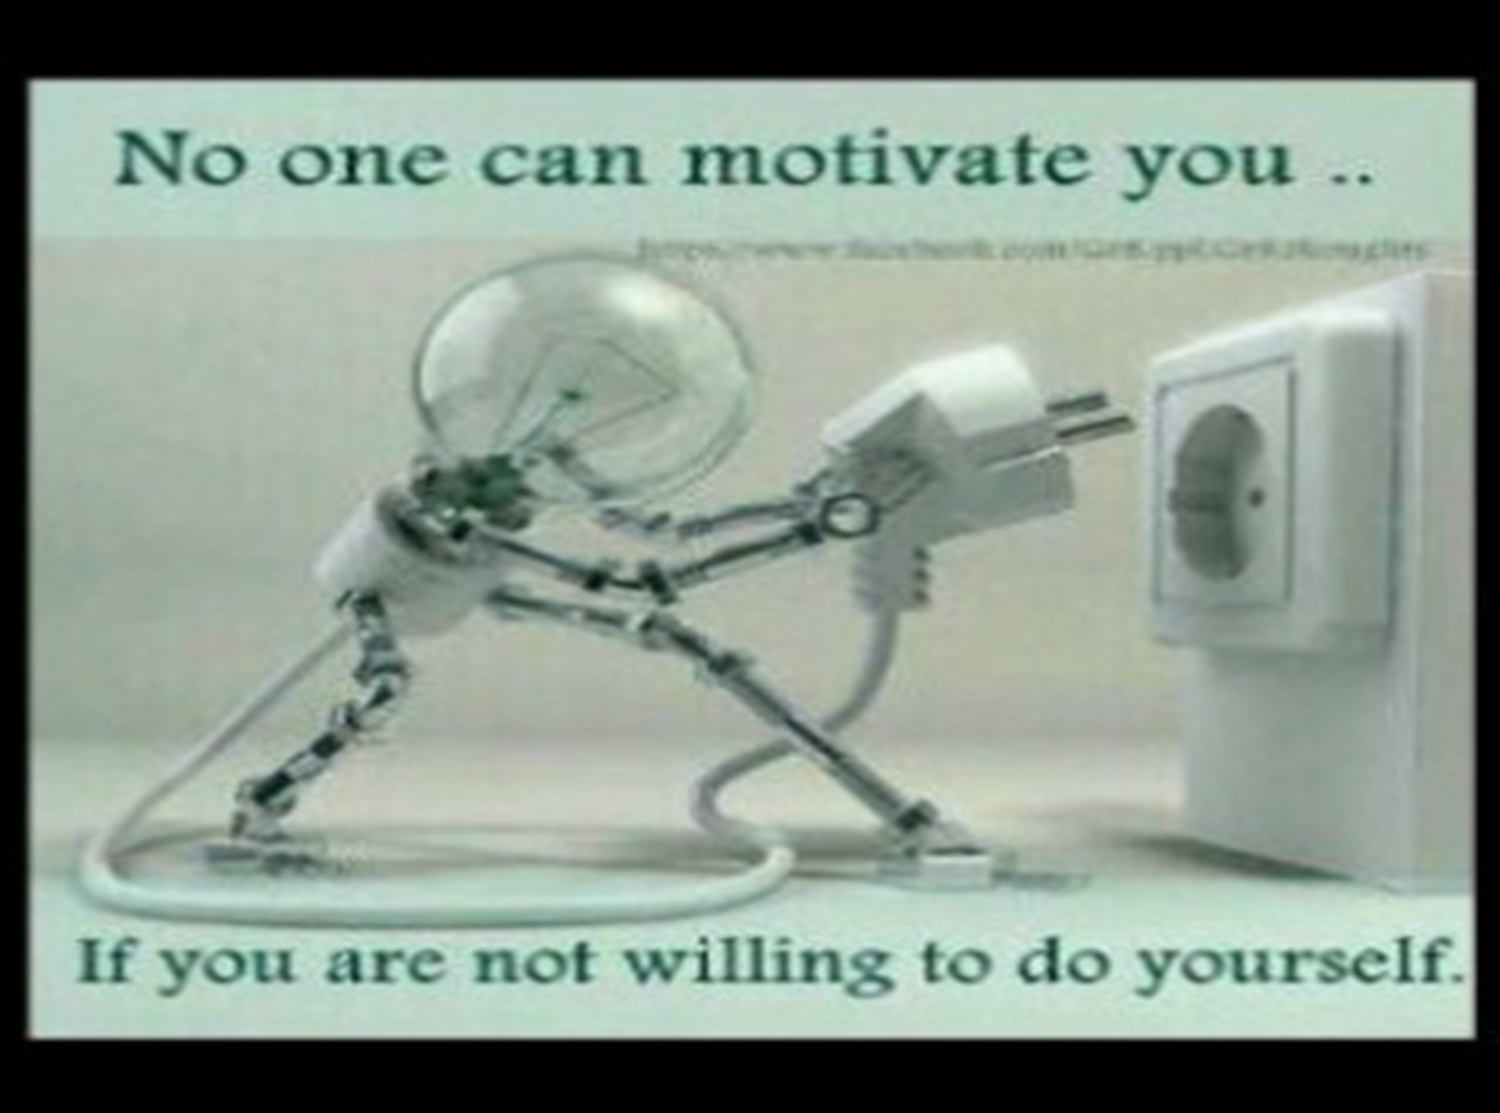 No one can motivate you ..
If you are not willing to do yourself.